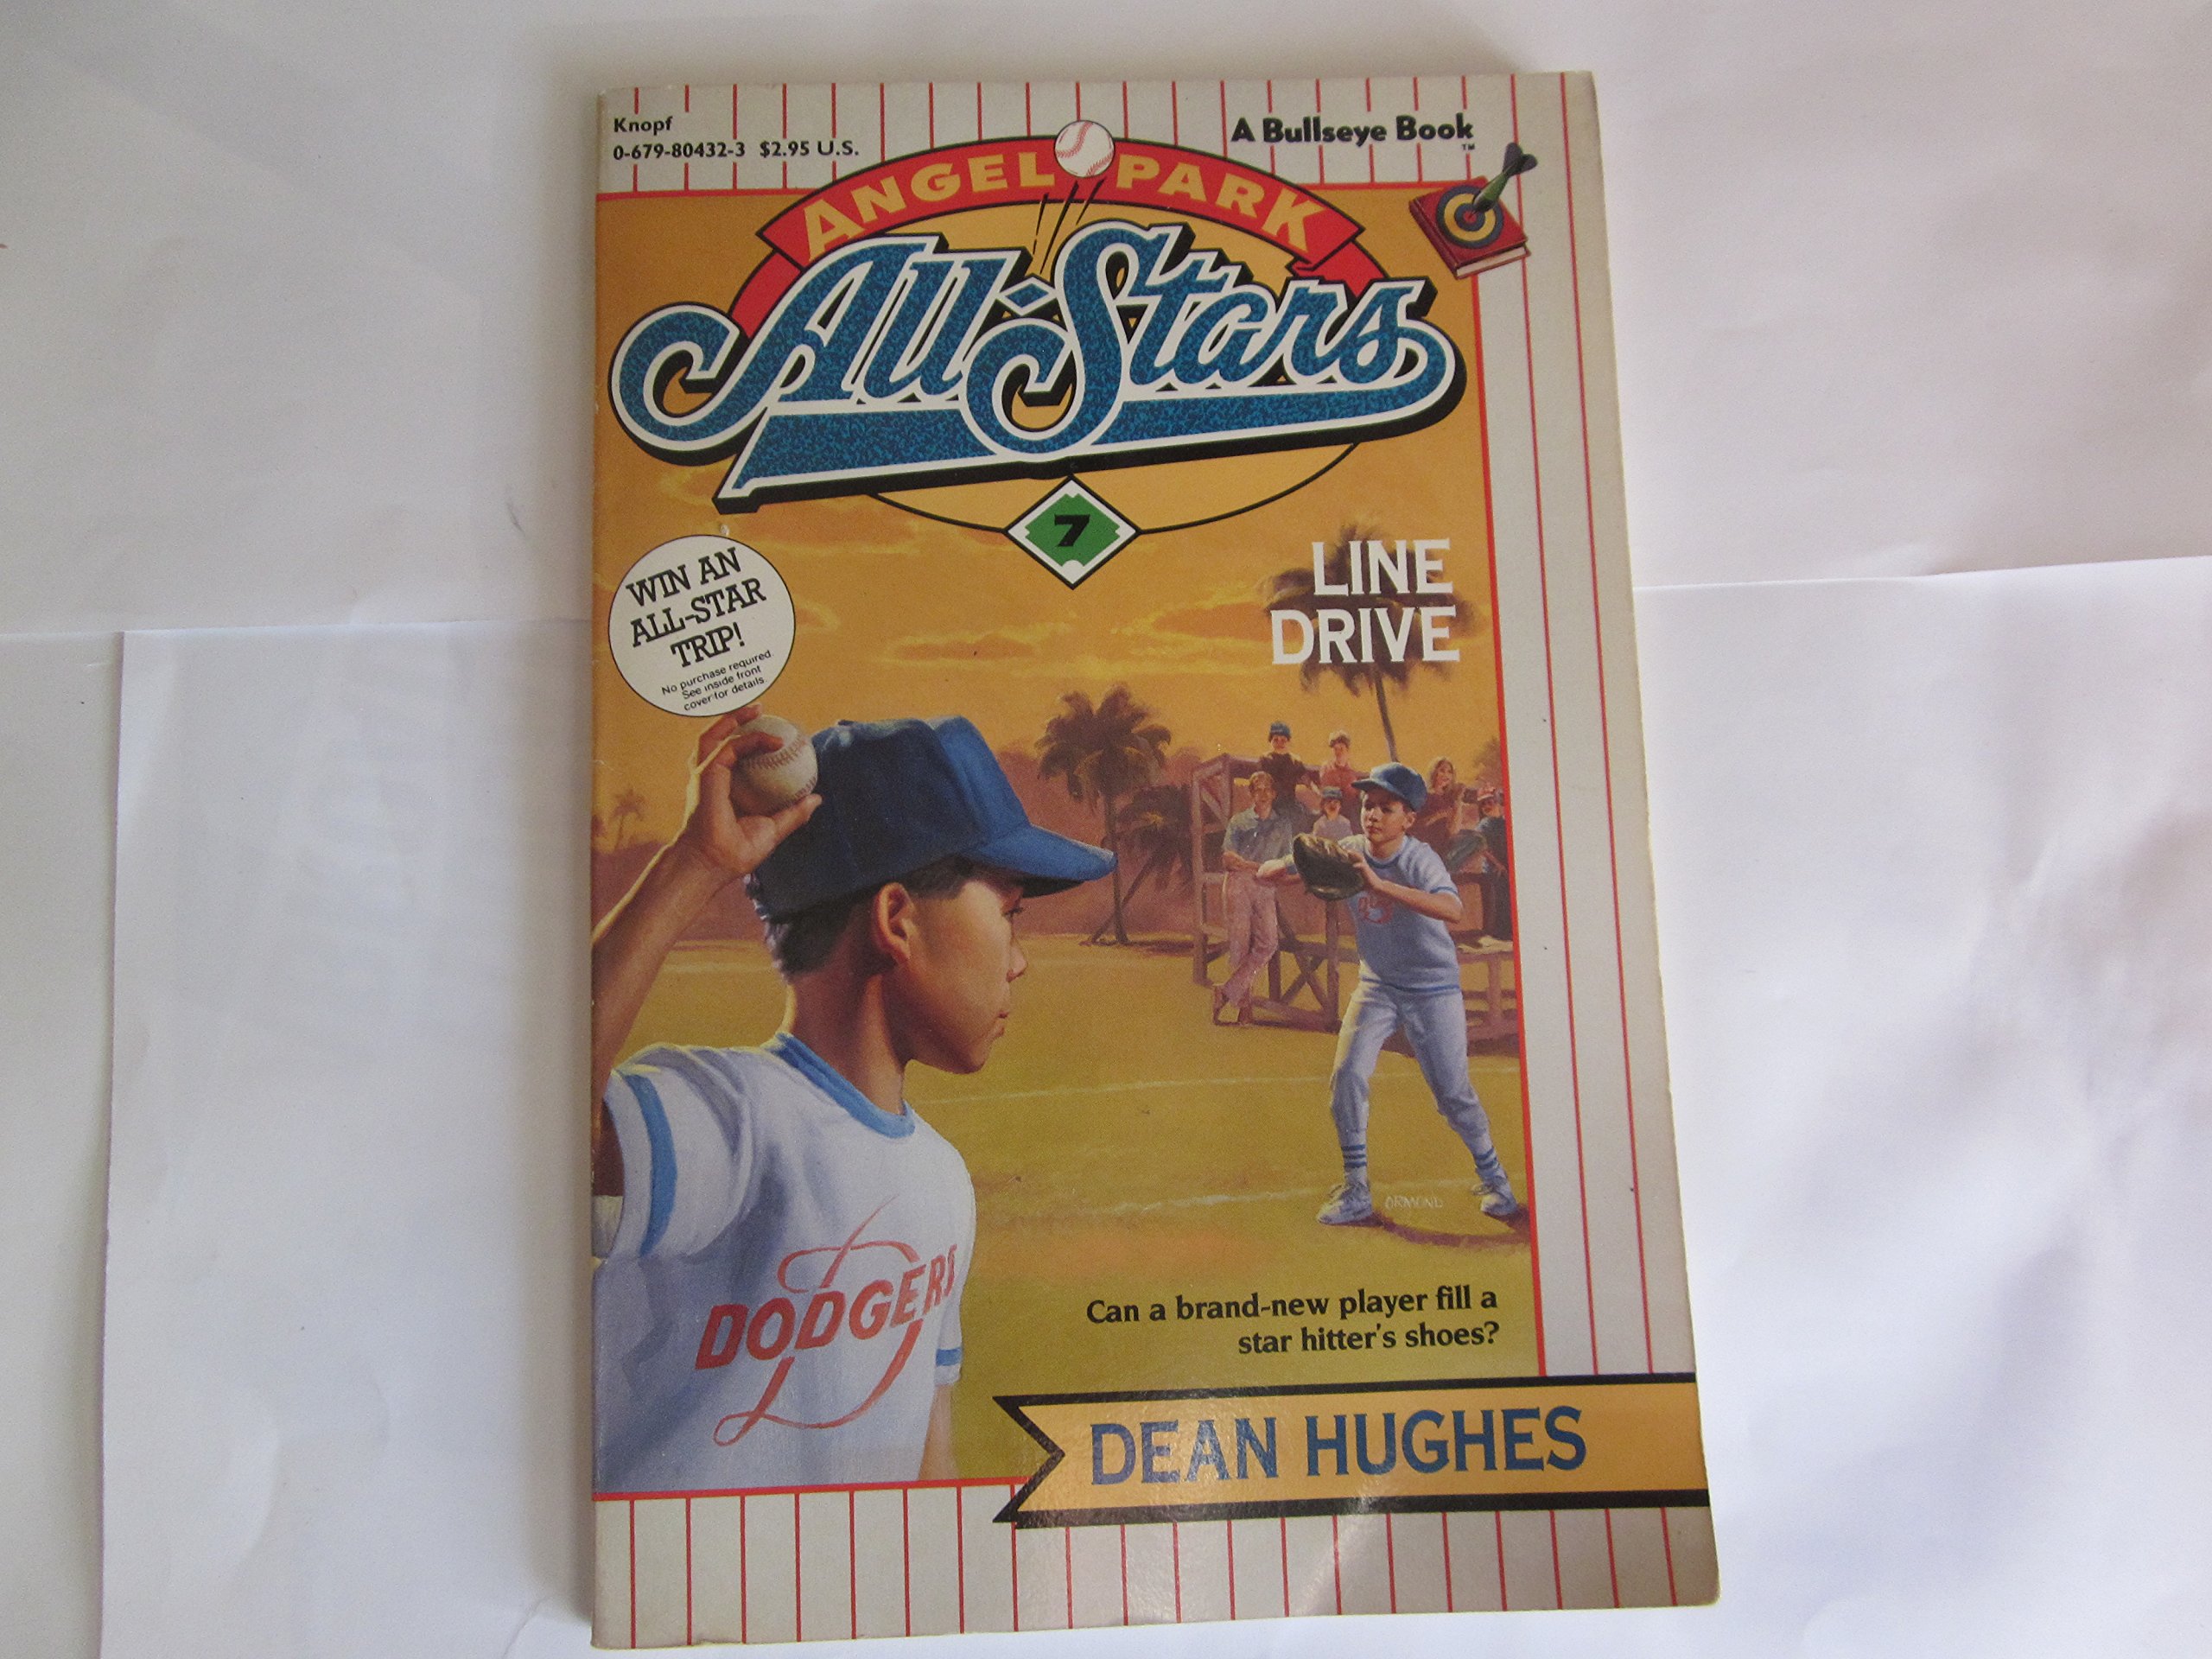 Knopf
0-679-80432-3 $2.95 U.S.
A Bullseye Book
TM
ANGEL PARK
All-Stars
7
WIN AN
ALL-STAR
TRIP!
No purchase required.
See inside front
cover for details
LINE
DRIVE
DODGERS
ORMOND
Can a brand-new player fill a
star hitter's shoes?
DEAN HUGHES